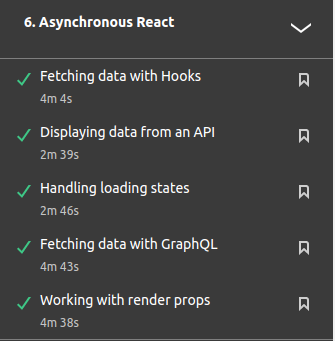 6. Asynchronous React
Fetching data with Hooks
4m 4s
Displaying data from an API
2m 39s
Handling loading states
2m 46s
Fetching data with GraphQL
4m 43s
Working with render props
4m 38s